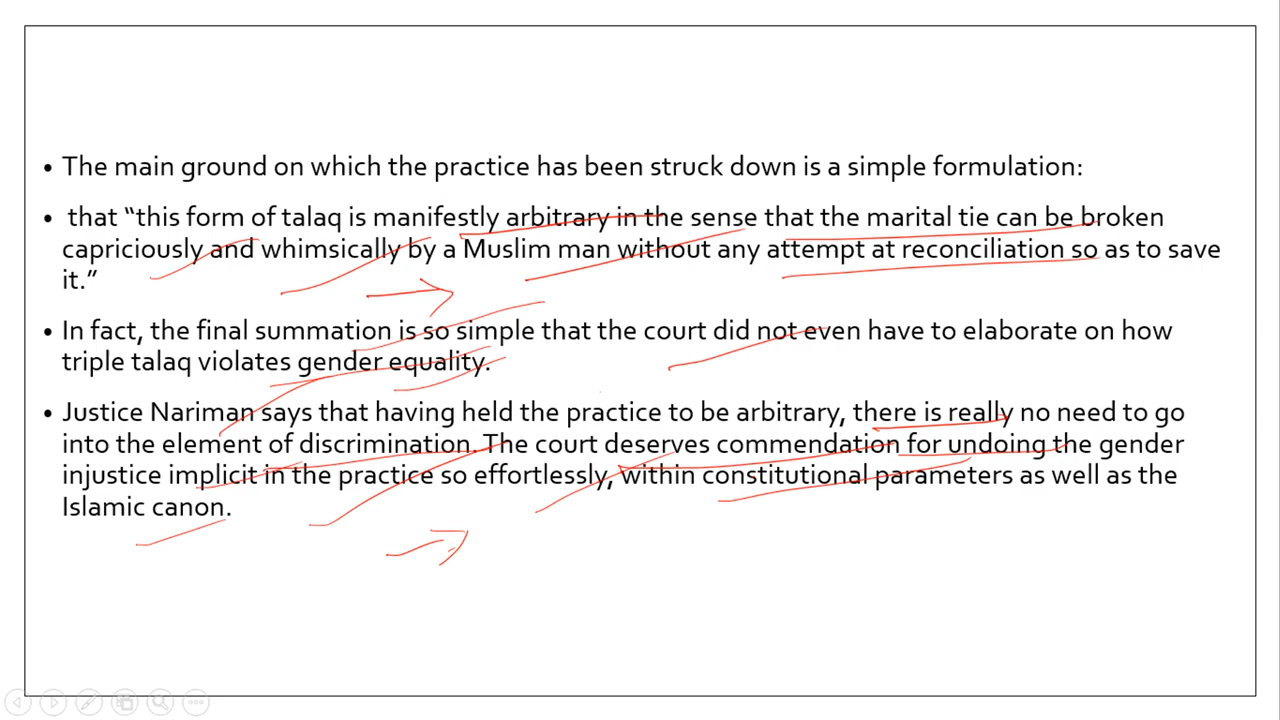 • The main ground on which the practice has been struck down is a simple formulation:
• that “this form of talaq is manifestly arbitrary in the sense that the marital tie can be broken
capriciously and whimsically by a Muslim man without any attempt at reconciliation so as to save
it.”
• In fact, the final summation is so simple that the court did not even have to elaborate on how
triple talaq violates gender equality.
• Justice Nariman says that having held the practice to be arbitrary, there is really no need to go
into the element of discrimination. The court deserves commendation for undoing the gender
injustice implicit in the practice so effortlessly, within constitutional parameters as well as the
Islamic canon.